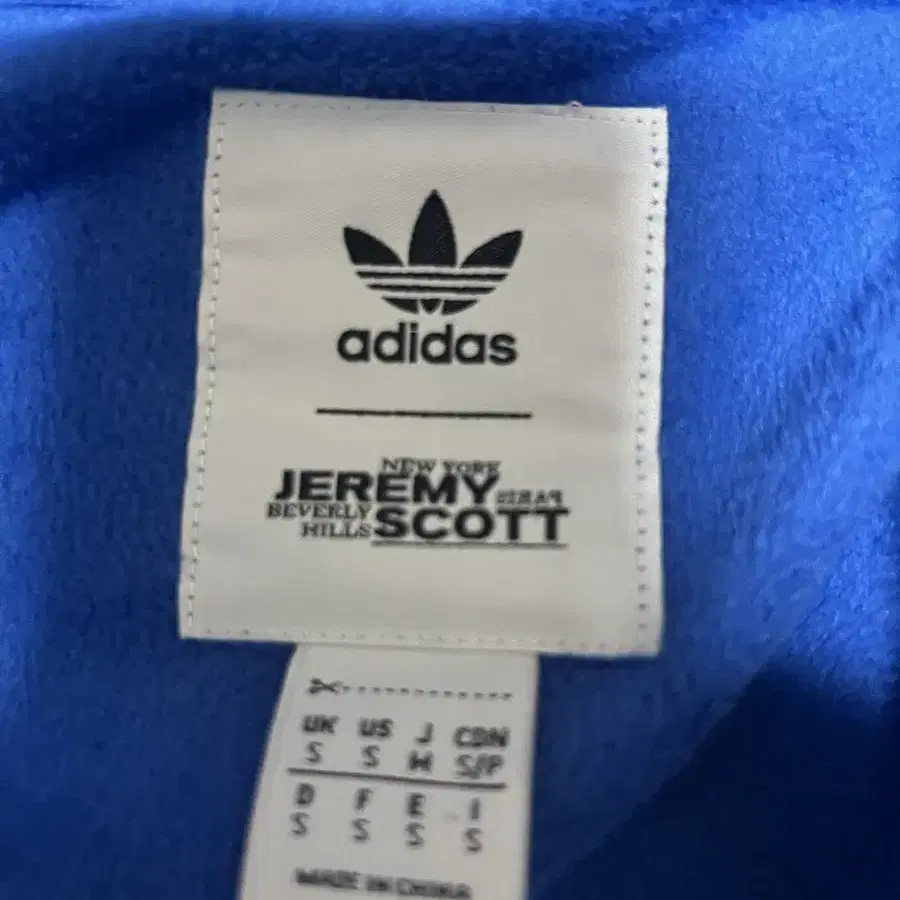 adidas
NEW YORK
JEREMY PARIS
BEVERLY SCOTT
HILLS
UK US J CDN
S S M S/P
D F E I
S S S S
MADE IN CHINA